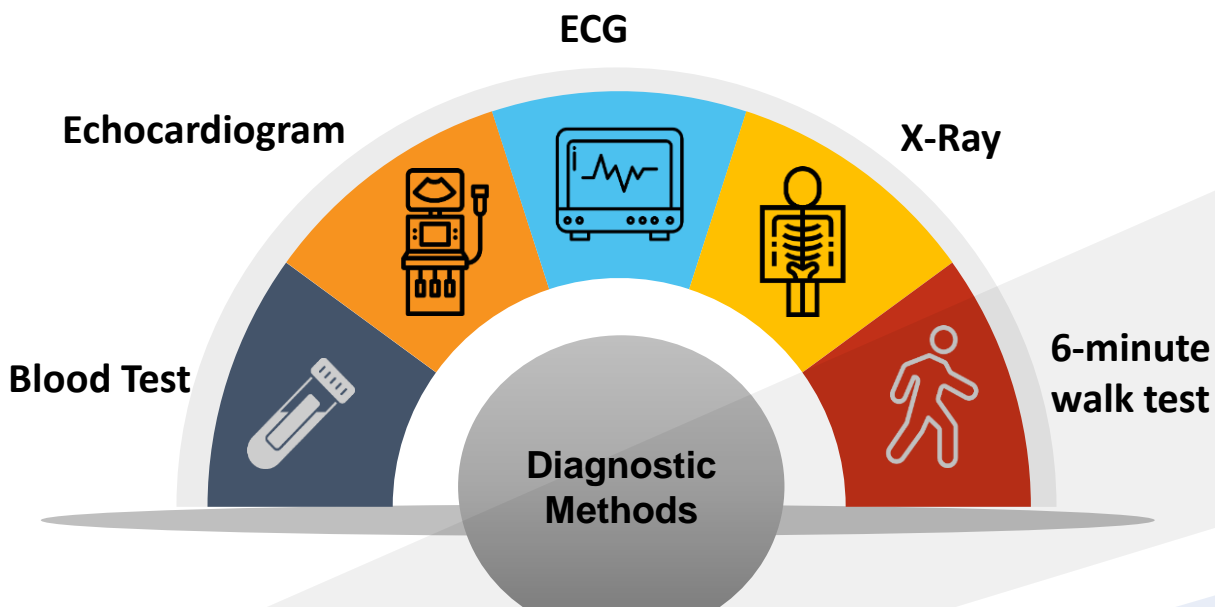 ECG
Echocardiogram
X-Ray
Blood Test
6-minute
walk test
Diagnostic
Methods